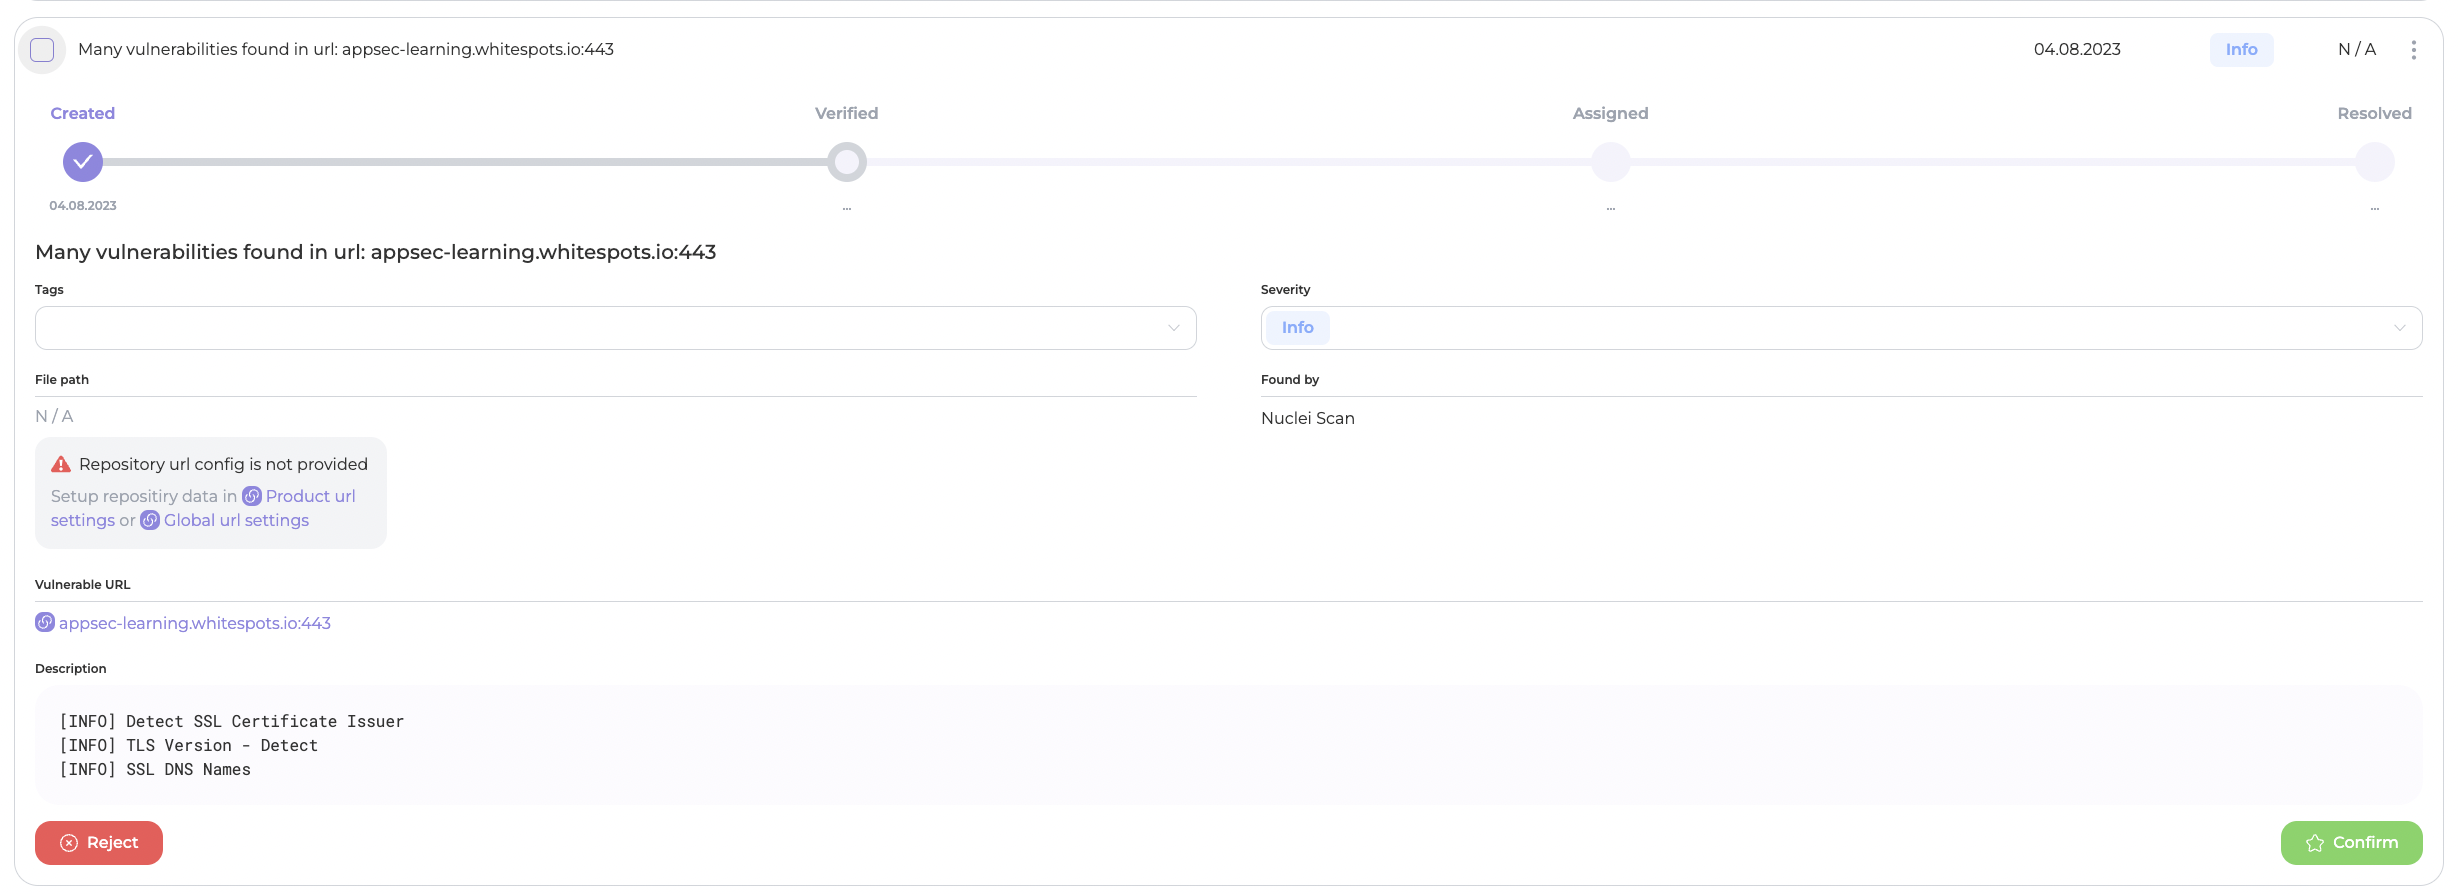 Many vulnerabilities found in url: appsec-learning.whitespots.io:443 04.08.2023 Info N / A
Created Verified Assigned Resolved
04.08.2023 ... ... ...
Many vulnerabilities found in url: appsec-learning.whitespots.io:443
Tags Severity
Info
File path Found by
N / A Nuclei Scan
Repository url config is not provided
Setup repositiry data in Product url
settings or Global url settings
Vulnerable URL
appsec-learning.whitespots.io:443
Description
[INFO] Detect SSL Certificate Issuer
[INFO] TLS Version - Detect
[INFO] SSL DNS Names
Reject Confirm